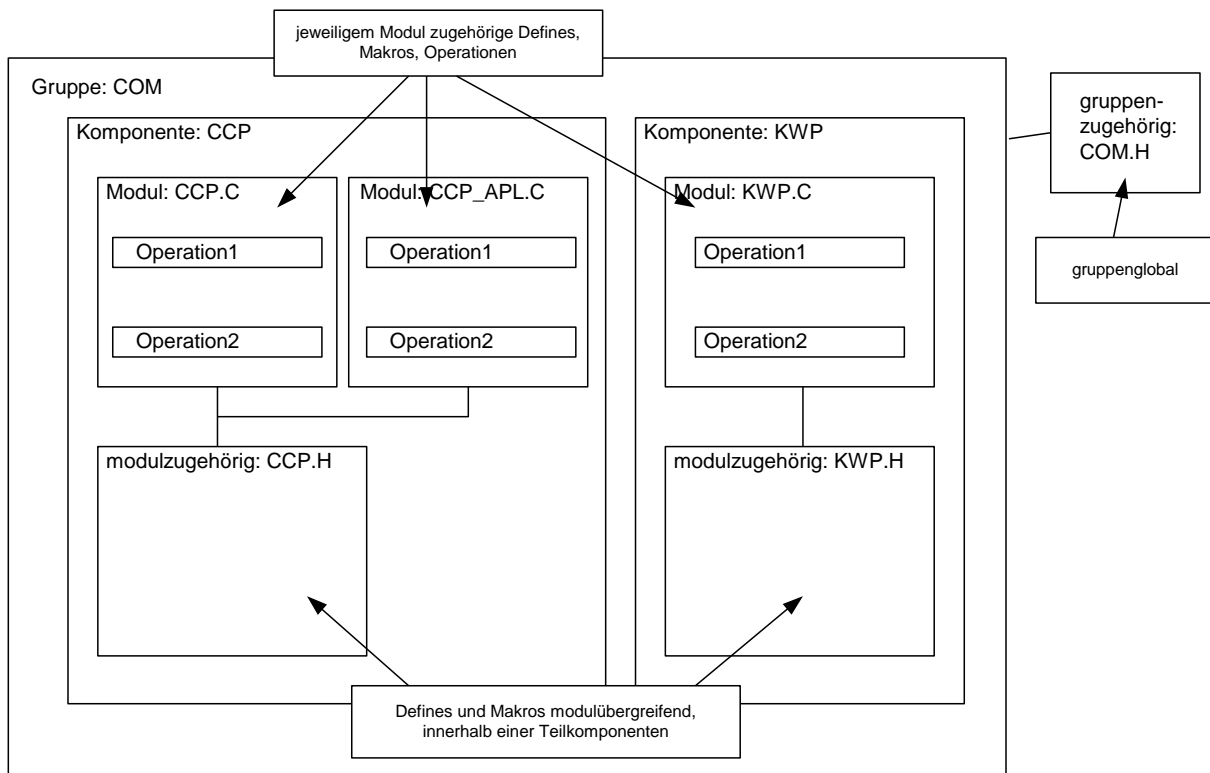 jeweiligem Modul zugehörige Defines,
Makros, Operationen
Gruppe: COM
gruppen-
zugehörig:
COM.H
Komponente: CCP
Komponente: KWP
Modul: CCP.C
Modul: CCP_APL.C
Modul: KWP.C
Operation1
Operation1
Operation1
gruppenglobal
Operation2
Operation2
Operation2
modulzugehörig: CCP.H
modulzugehörig: KWP.H
Defines und Makros modulübergreifend,
innerhalb einer Teilkomponenten